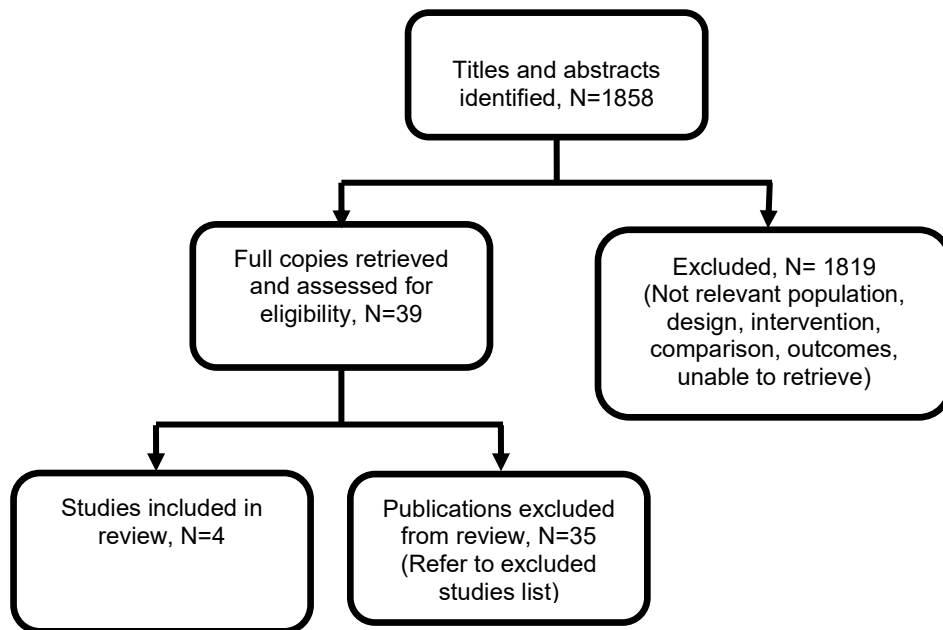 Titles and abstracts
identified, N=1858
Full copies retrieved
and assessed for
eligibility, N=39
Excluded, N= 1819
(Not relevant population,
design, intervention,
comparison, outcomes,
unable to retrieve)
Studies included in
review, N=4
Publications excluded
from review, N=35
(Refer to excluded
studies list)